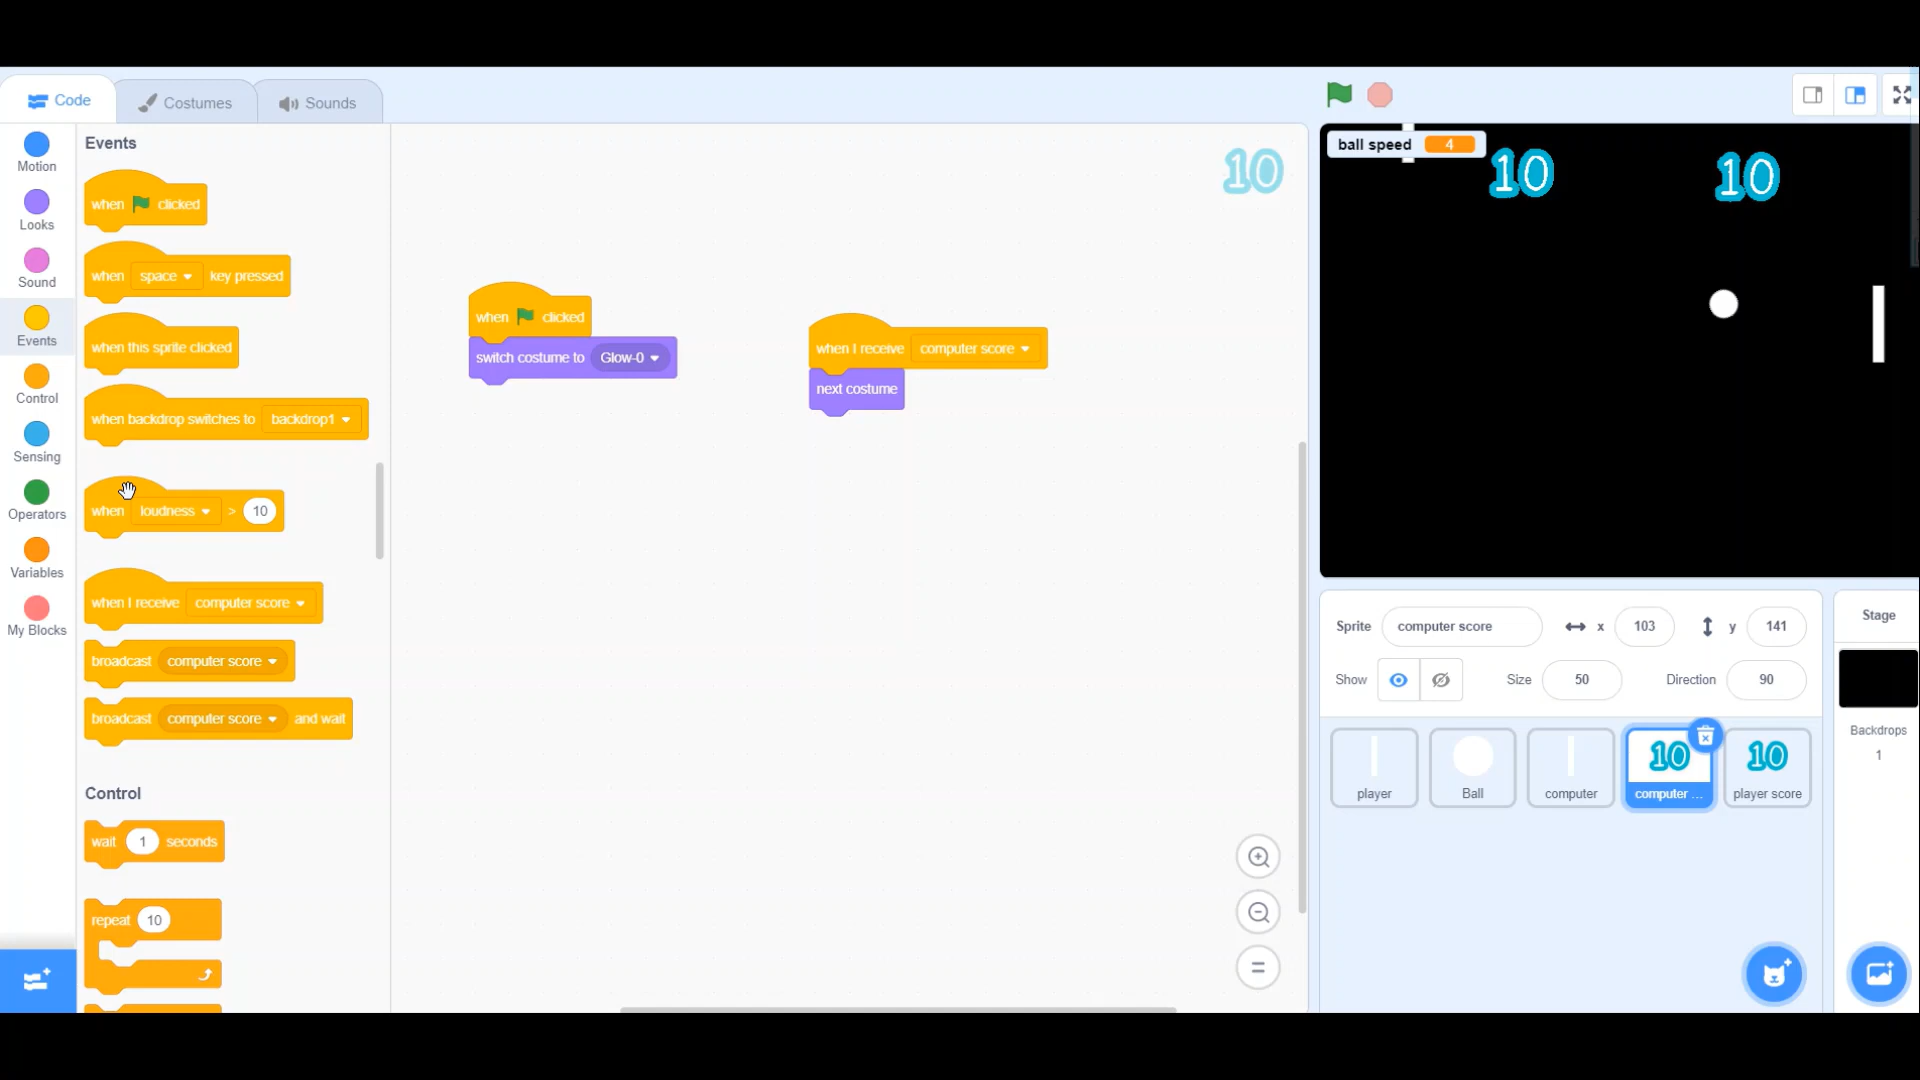 Code
Costumes
Sounds
Motion
Looks
Sound
Events
Control
Sensing
Operators
Variables
My Blocks
Events
when clicked
when space key pressed
when this sprite clicked
when backdrop switches to backdrop1
when loudness > 10
when I receive computer score
broadcast computer score
broadcast computer score and wait
Control
wait 1 seconds
repeat 10
when clicked
switch costume to Glow-0
when I receive computer score
next costume
10
ball speed 4
10 10
Sprite computer score x 103 y 141
Show Size 50 Direction 90
10 10
player Ball computer computer ... player score
Stage
Backdrops
1